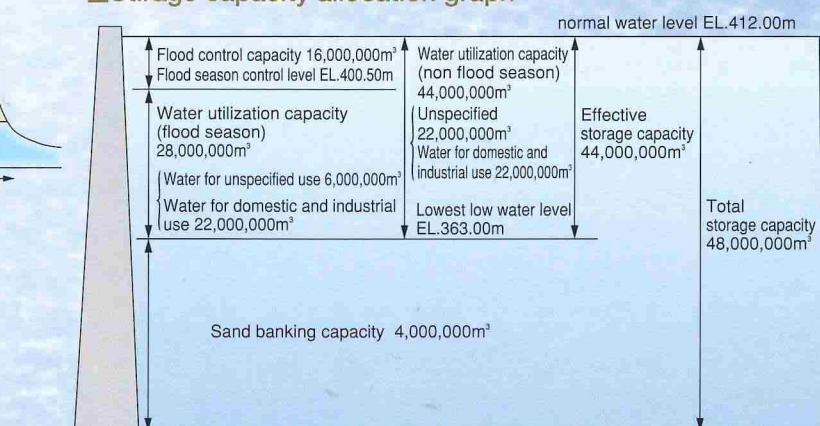 Storage capacity allocation graph
normal water level EL.412.00m
Flood control capacity 16,000,000m³
Flood season control level EL.400.50m
Water utilization capacity
(flood season)
28,000,000m³
Water for unspecified use 6,000,000m³
Water for domestic and industrial
use 22,000,000m³
Water utilization capacity
(non flood season)
44,000,000m³
Unspecified
22,000,000m³
Water for domestic and
industrial use 22,000,000m³
Lowest low water level
EL.363.00m
Effective
storage capacity
44,000,000m³
Total
storage capacity
48,000,000m³
Sand banking capacity 4,000,000m³